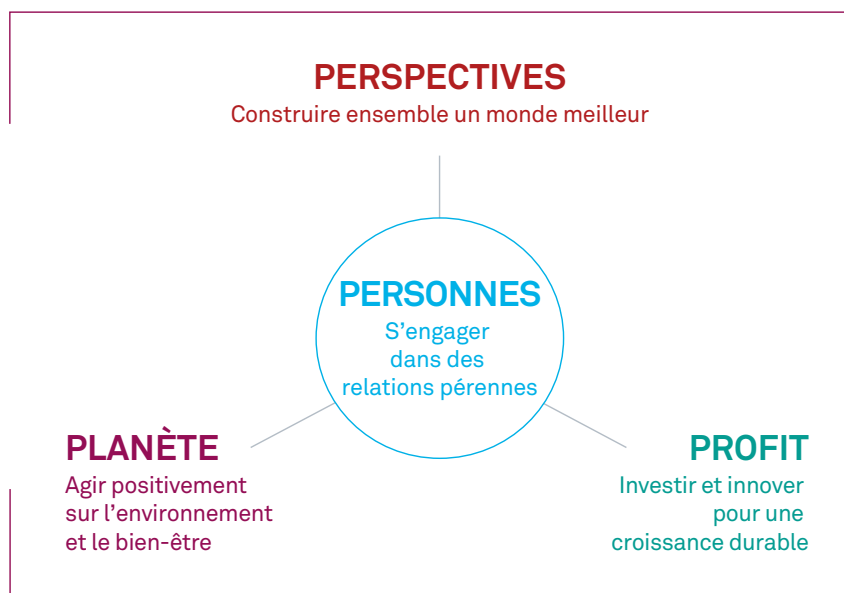 PERSPECTIVES
Construire ensemble un monde meilleur
PERSONNES
S’engager
dans des
relations pérennes
PLANÈTE
Agir positivement
sur l’environnement
et le bien-être
PROFIT
Investir et innover
pour une
croissance durable